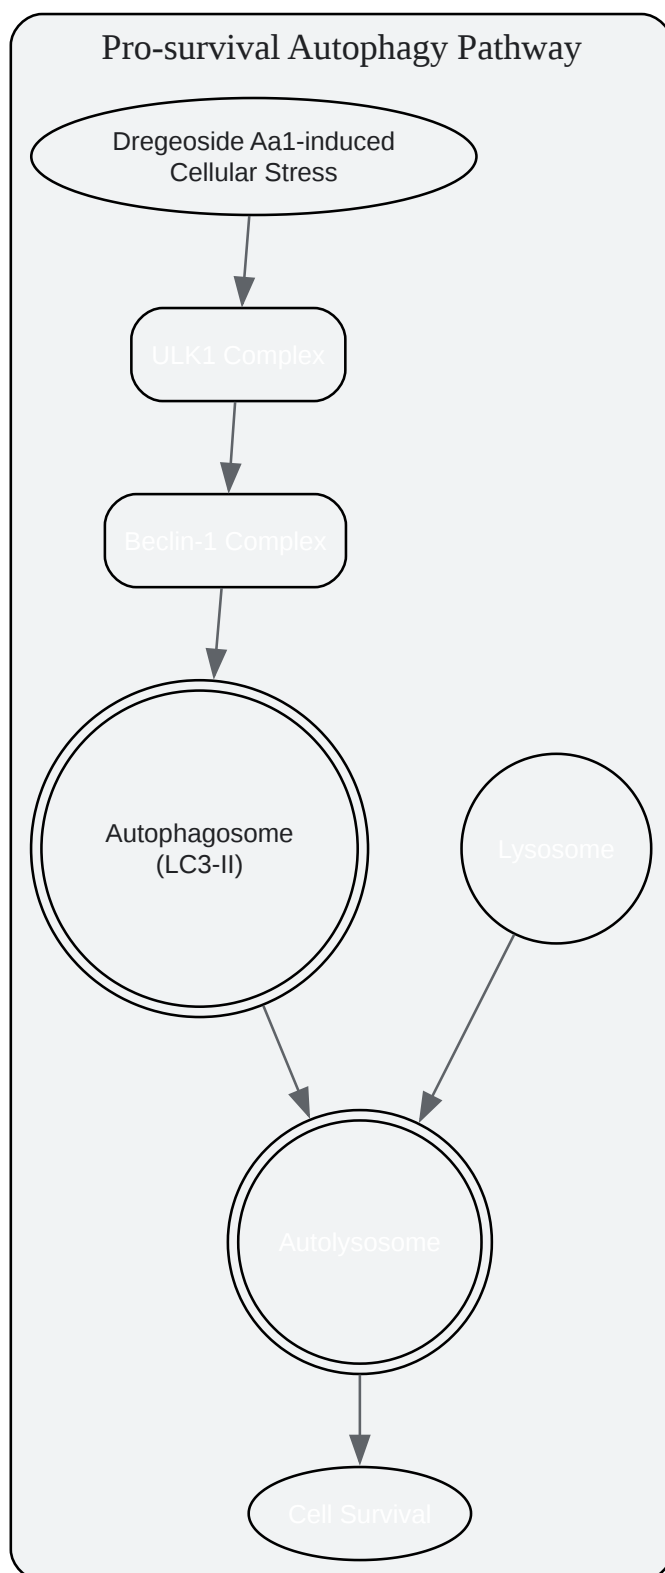 Pro-survival Autophagy Pathway
Dregeoside Aa1-induced
Cellular Stress
ULK1 Complex
Beclin-1 Complex
Autophagosome
(LC3-II)
Lysosome
Autolysosome
Cell Survival